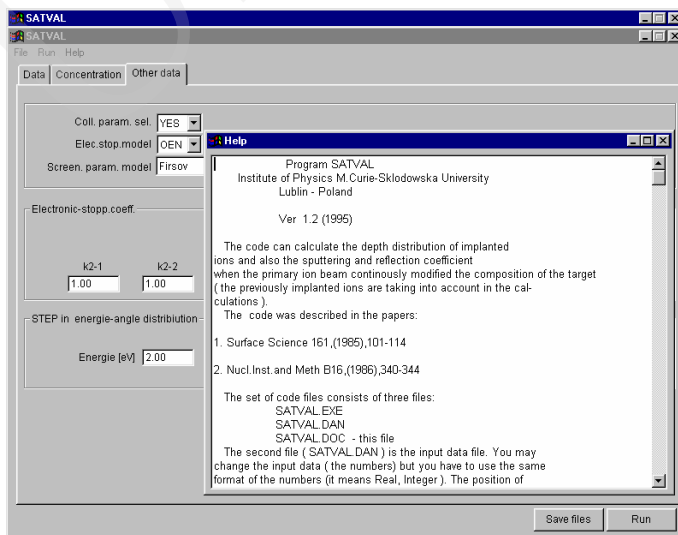 SATVAL
SATVAL
File Run Help
Data Concentration Other data
Coll. param. sel. YES
Elec.stop.model OEN
Screen. param. model Firsov
Electronic-stopp.coeff.
k2-1 k2-2
1.00 1.00
STEP in energie-angle distribiution
Energie [eV] 2.00
Help
Program SATVAL
Institute of Physics M.Curie-Sklodowska University
Lublin - Poland
Ver 1.2 (1995)
The code can calculate the depth distribution of implanted
ions and also the sputtering and reflection coefficient
when the primary ion beam continously modified the composition of the target
( the previously implanted ions are taking into account in the cal-
culations ).
The code was described in the papers:
1. Surface Science 161,(1985),101-114
2. Nucl.Inst.and Meth B16,(1986),340-344
The set of code files consists of three files:
SATVAL.EXE
SATVAL.DAN
SATVAL.DOC - this file
The second file ( SATVAL.DAN ) is the input data file. You may
change the input data ( the numbers) but you have to use the same
format of the numbers (it means Real, Integer ). The position of
Save files Run